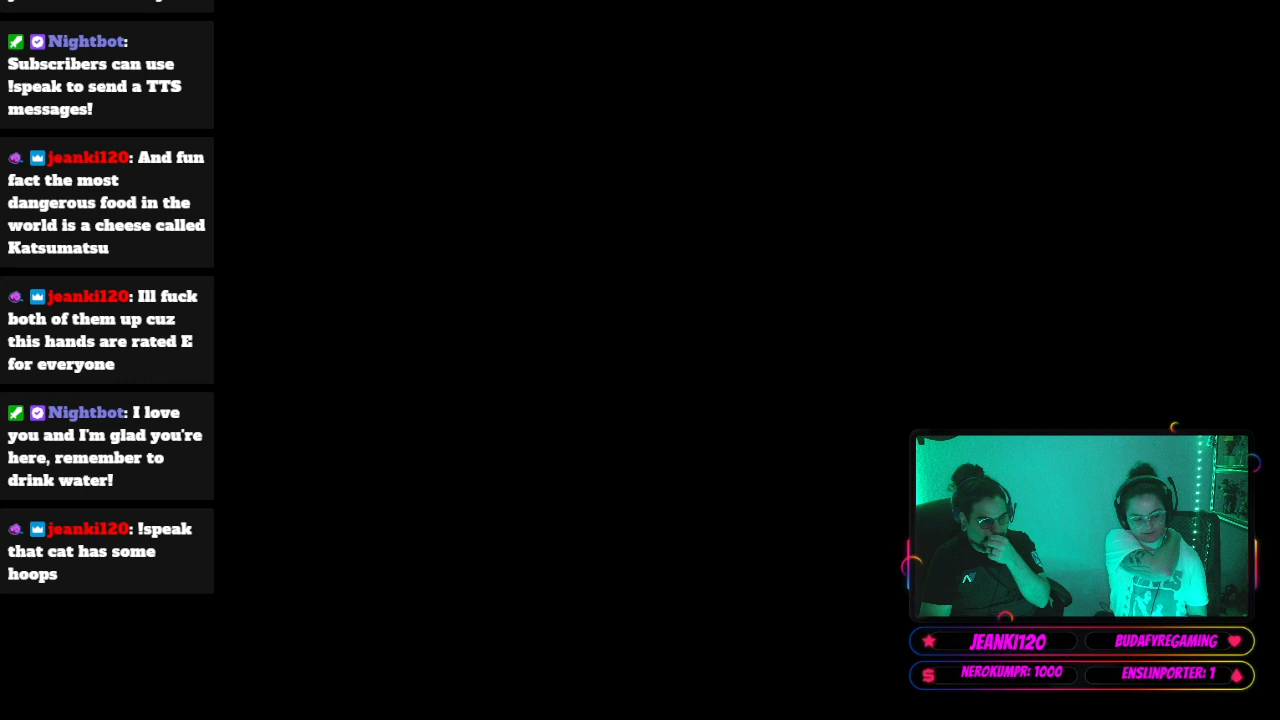 Nightbot:
Subscribers can use
!speak to send a TTS
messages!
jeanki120: And fun
fact the most
dangerous food in the
world is a cheese called
Katsumatsu
jeanki120: Ill fuck
both of them up cuz
this hands are rated E
for everyone
Nightbot: I love
you and I'm glad you're
here, remember to
drink water!
jeanki120: !speak
that cat has some
hoops
JEANKI120
BUDAFYREGAMING
NEROKUMPR: 1000
ENSLINPORTER: 1